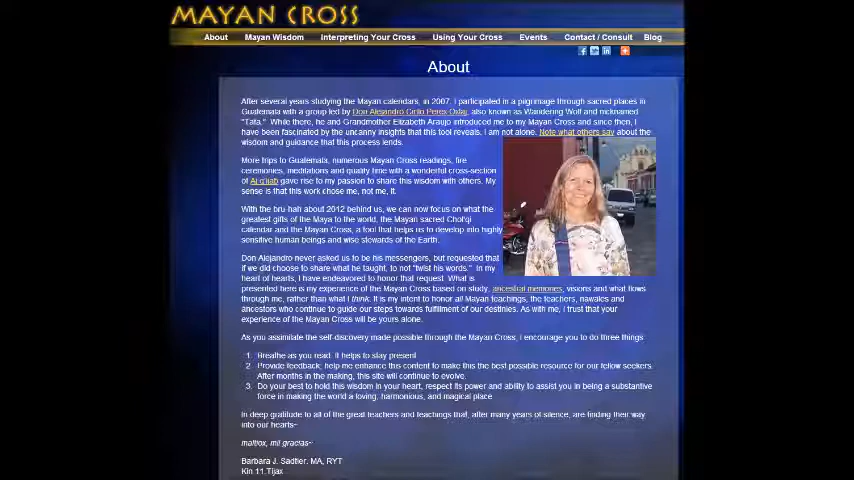 MAYAN CROSS
About Mayan Wisdom Interpreting Your Cross Using Your Cross Events Contact / Consult Blog
About
After several years studying the Mayan calendars, in 2007, I participated in a pilgrimage through sacred places in
Guatemala with a group led by Don Alejandro Cirilo Perez Oxlaj, also known as Wandering Wolf and nicknamed
"Tata." While there, he and Grandmother Elizabeth Araujo introduced me to my Mayan Cross and since then, I
have been fascinated by the uncanny insights that this tool reveals. I am not alone. Note what others say about the
wisdom and guidance that this process lends.
More trips to Guatemala, numerous Mayan Cross readings, fire
ceremonies, meditations and quality time with a wonderful cross-section
of Aj q'ijab gave rise to my passion to share this wisdom with others. My
sense is that this work chose me, not me, it.
With the bru-hah about 2012 behind us, we can now focus on what the
greatest gifts of the Maya to the world, the Mayan sacred Cholqi
calendar and the Mayan Cross, a tool that helps us to develop into highly
sensitive human beings and wise stewards of the Earth.
Don Alejandro never asked us to be his messengers, but requested that
if we did choose to share what he taught, to not "twist his words." In my
heart of hearts, I have endeavored to honor that request. What is
presented here is my experience of the Mayan Cross based on study, ancestral memories, visions and what flows
through me, rather than what I think. It is my intent to honor all Mayan teachings, the teachers, nawales and
ancestors who continue to guide our steps towards fulfillment of our destinies. As with me, I trust that your
experience of the Mayan Cross will be yours alone.
As you assimilate the self-discovery made possible through the Mayan Cross, I encourage you to do three things:
1. Breathe as you read. It helps to stay present
2. Provide feedback; help me enhance this content to make this the best possible resource for our fellow seekers.
After months in the making, this site will continue to evolve.
3. Do your best to hold this wisdom in your heart, respect its power and ability to assist you in being a substantive
force in making the world a loving, harmonious, and magical place
In deep gratitude to all of the great teachers and teachings that, after many years of silence, are finding their way
into our hearts~
maltiox, mil gracias~
Barbara J. Sadtler, MA, RYT
Kin 11 Tijax